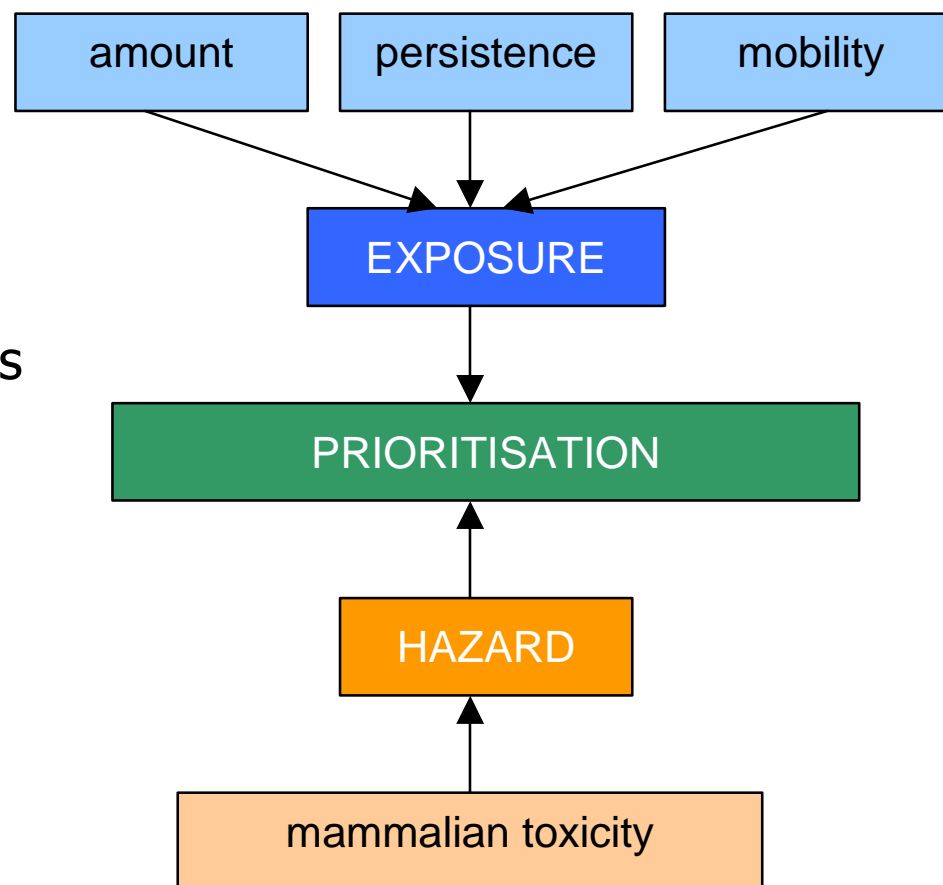 amount persistence mobility
EXPOSURE
s
PRIORITISATION
HAZARD
mammalian toxicity